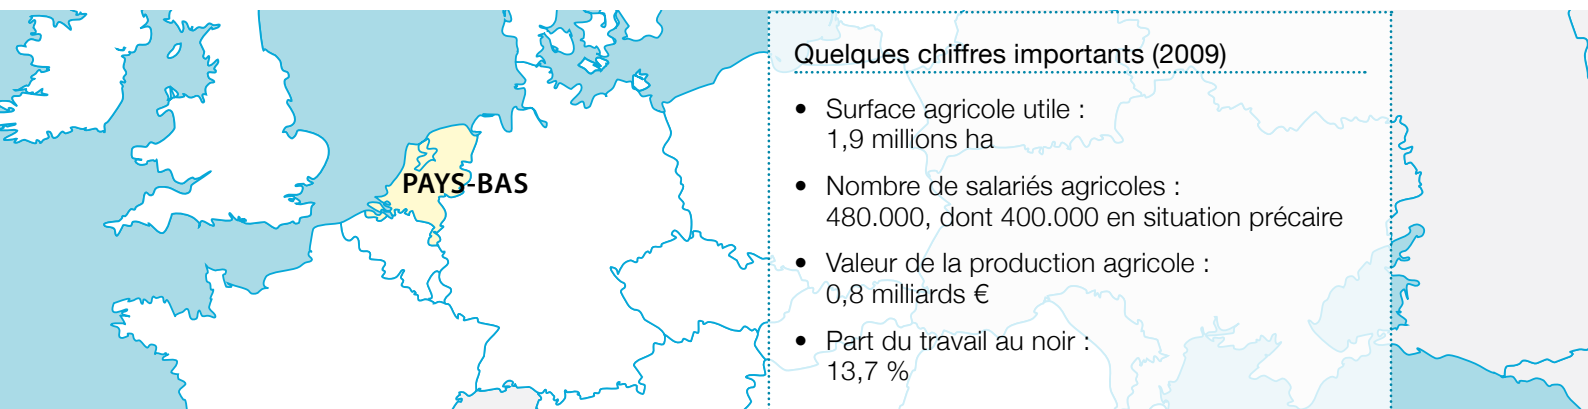 PAYS-BAS
Quelques chiffres importants (2009)
• Surface agricole utile :
1,9 millions ha
• Nombre de salariés agricoles :
480.000, dont 400.000 en situation précaire
• Valeur de la production agricole :
0,8 milliards €
• Part du travail au noir :
13,7 %